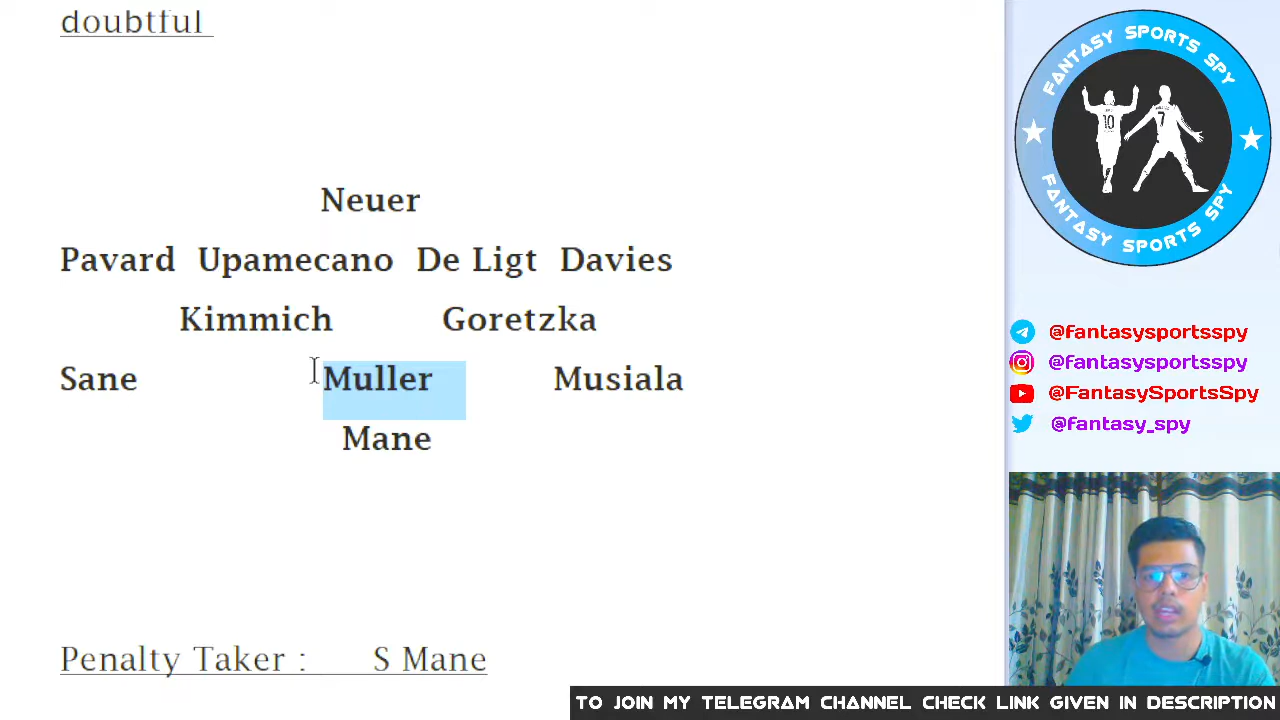 doubtful
Neuer
Pavard Upamecano De Ligt Davies
Kimmich Goretzka
Sane Muller Musiala
Mane
Penalty Taker : S Mane
FANTASY SPORTS SPY
10 7
FANTASY SPORTS SPY
@fantasysportsspy
@fantasysportsspy
@FantasySportsSpy
@fantasy_spy
TO JOIN MY TELEGRAM CHANNEL CHECK LINK GIVEN IN DESCRIPTION